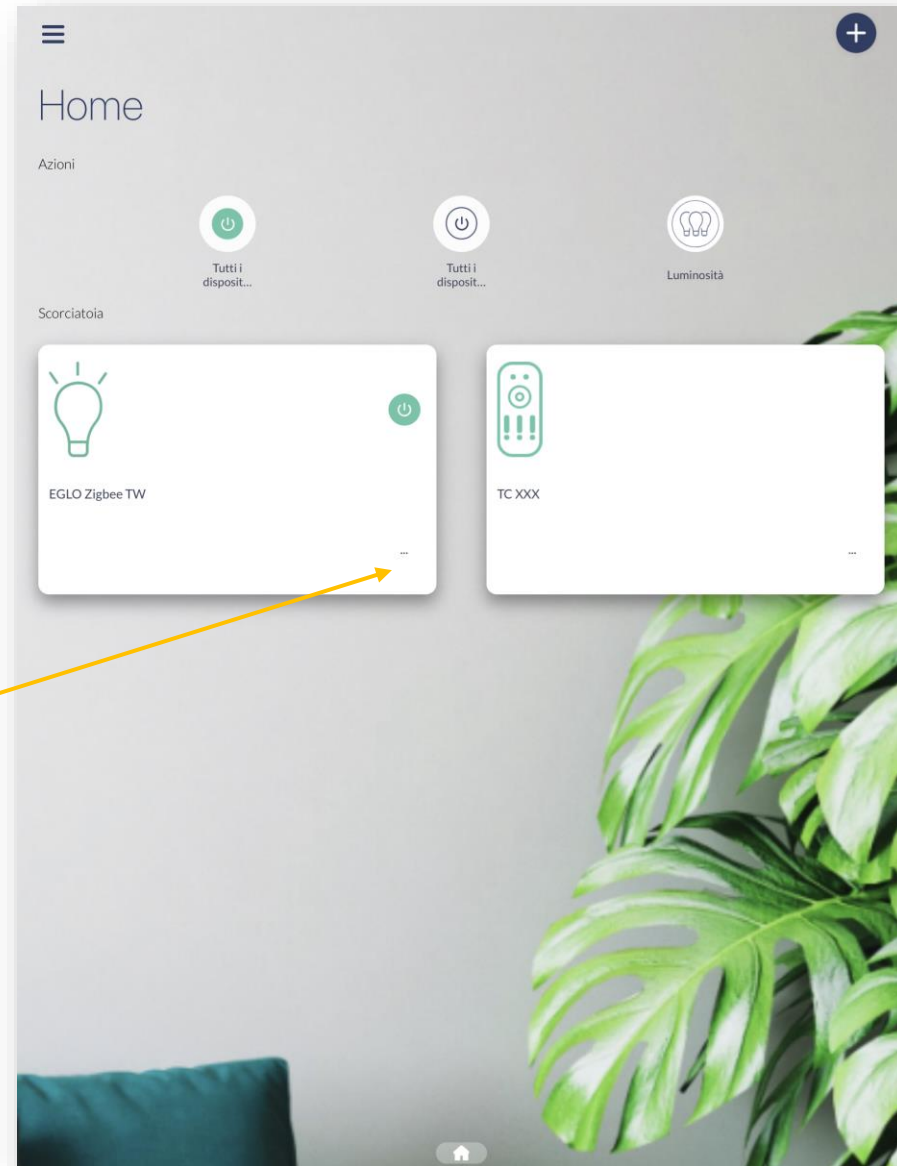 Home
Azioni
Tutti i
disposit...
Tutti i
disposit...
Luminosità
Scorciatoia
EGLO Zigbee TW
...
TC XXX
...